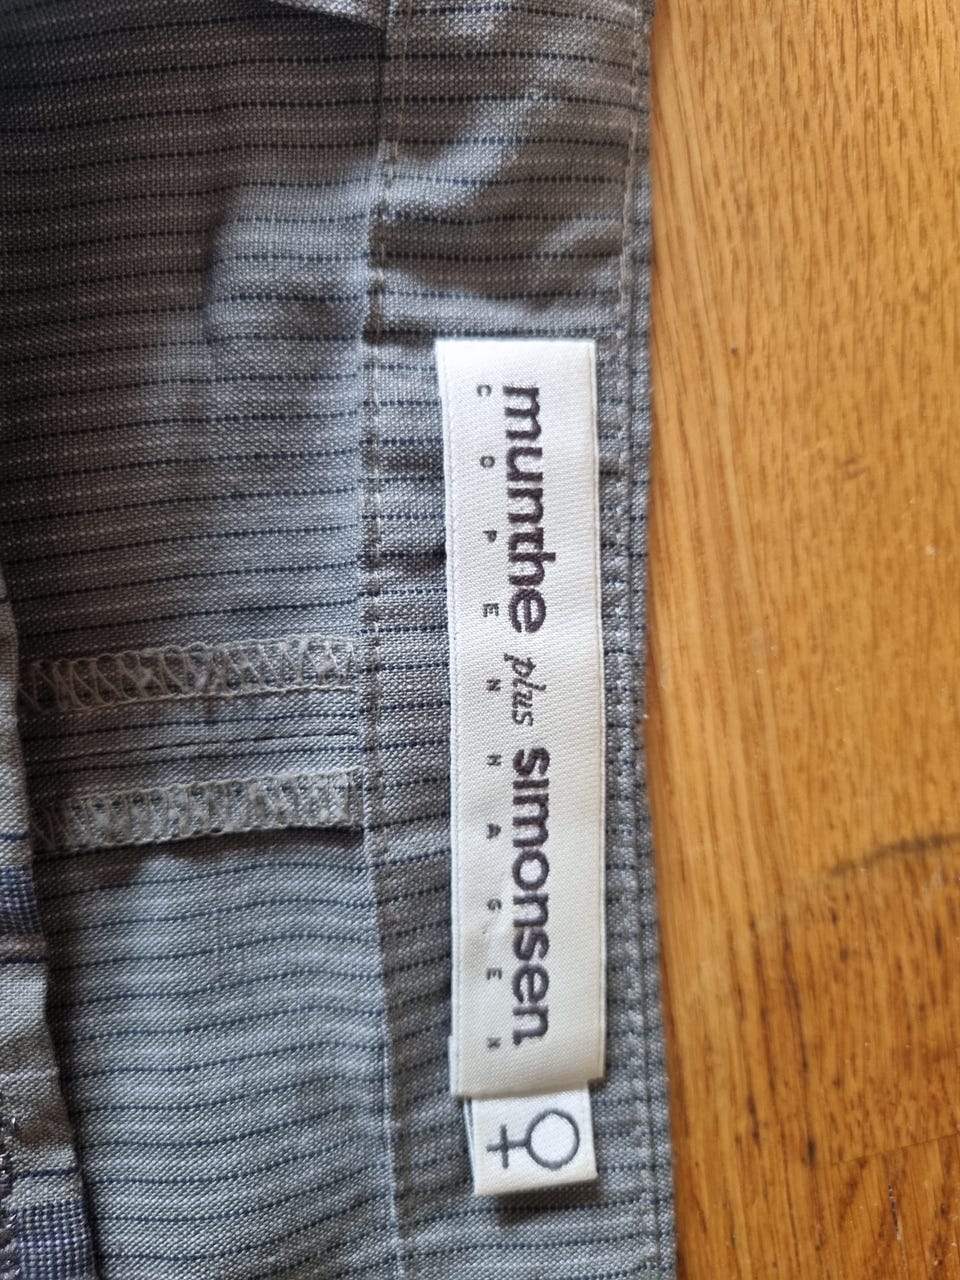 munthe plus simonsen
COPENHAGEN
♀